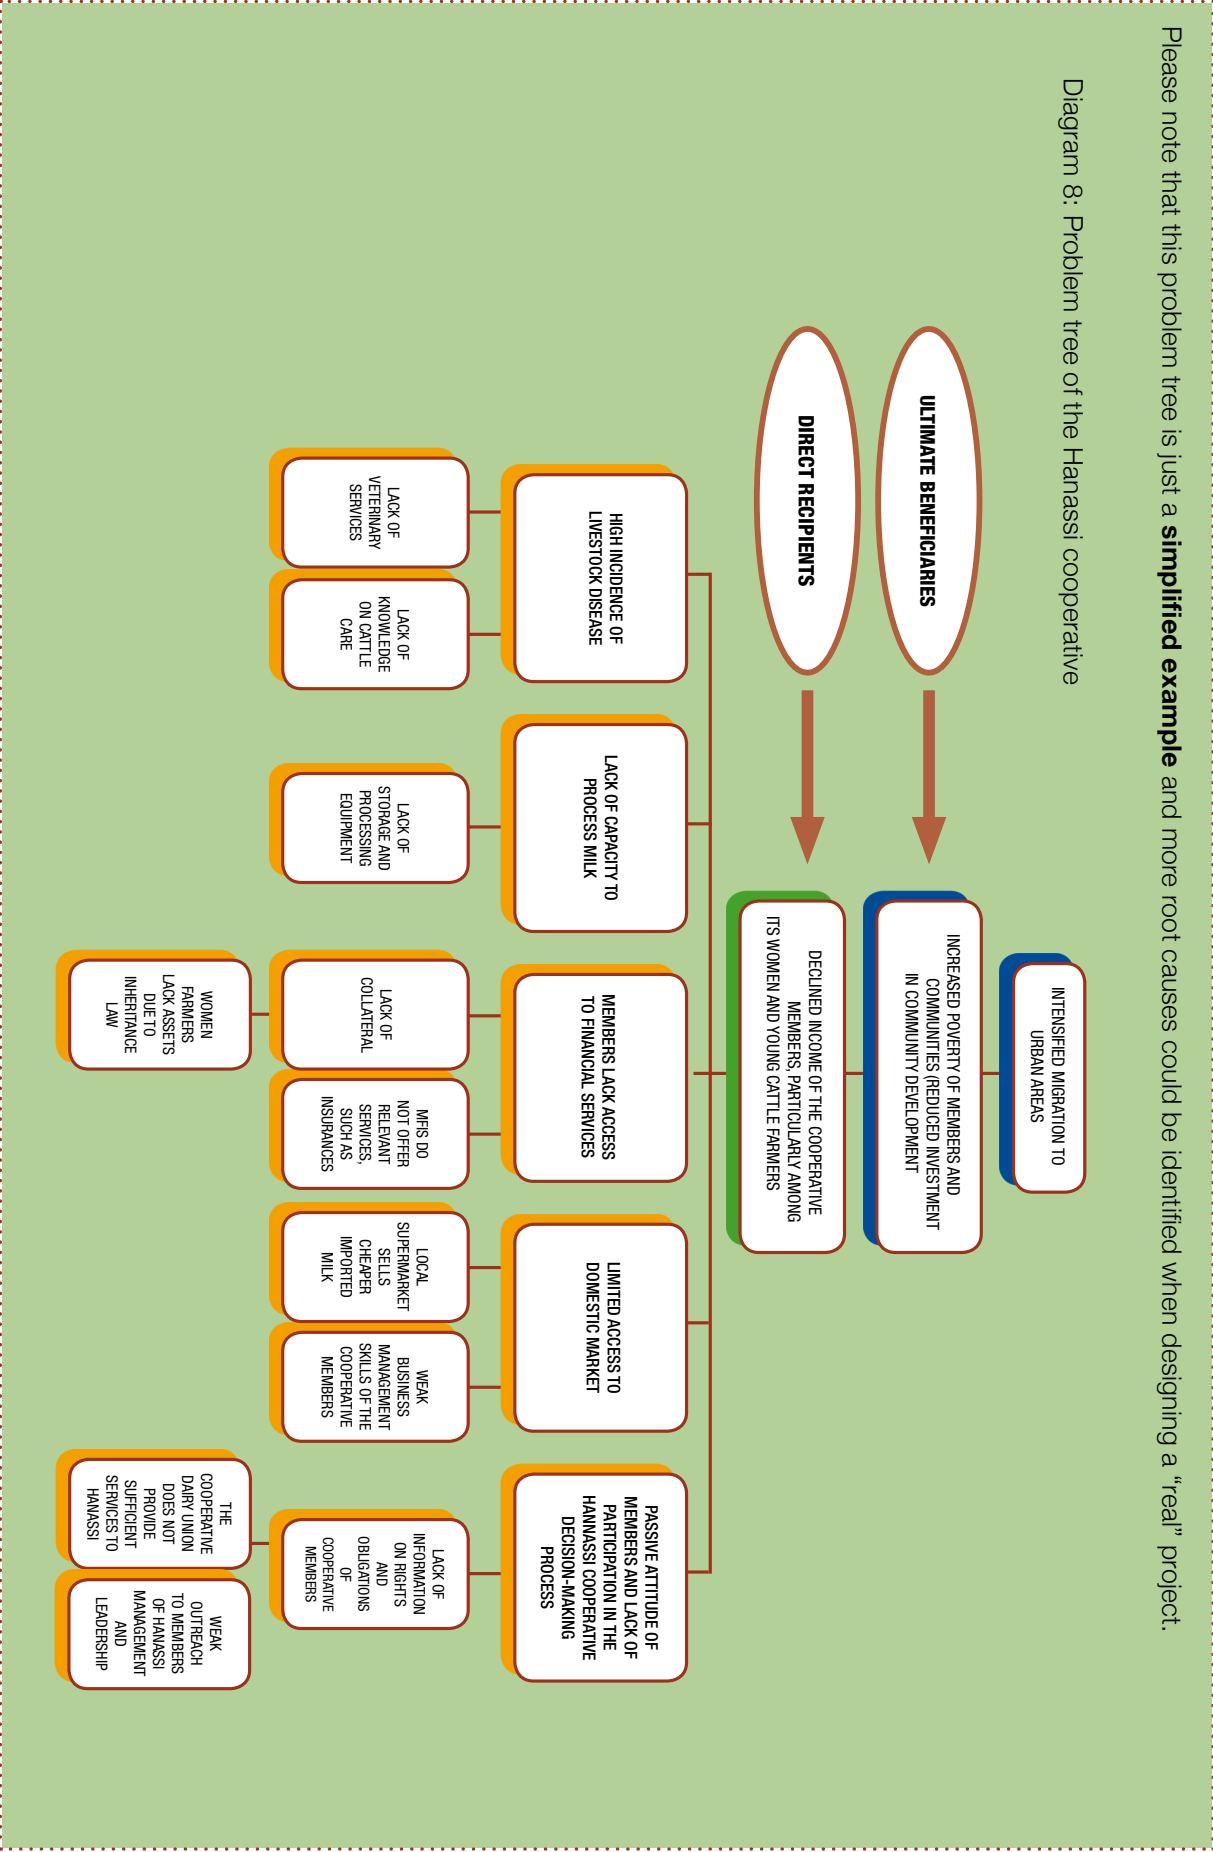 Please note that this problem tree is just a simplified example and more root causes could be identified when designing a “real” project.
Diagram 8: Problem tree of the Hanassi cooperative
INTENSIFIED MIGRATION TO
URBAN AREAS
ULTIMATE BENEFICIARIES
INCREASED POVERTY OF MEMBERS AND
COMMUNITIES (REDUCED INVESTMENT
IN COMMUNITY DEVELOPMENT
DIRECT RECIPIENTS
DECLINED INCOME OF THE COOPERATIVE
MEMBERS, PARTICULARLY AMONG
ITS WOMEN AND YOUNG CATTLE FARMERS
HIGH INCIDENCE OF
LIVESTOCK DISEASE
LACK OF CAPACITY TO
PROCESS MILK
MEMBERS LACK ACCESS
TO FINANCIAL SERVICES
LIMITED ACCESS TO
DOMESTIC MARKET
PASSIVE ATTITUDE OF
MEMBERS AND LACK OF
PARTICIPATION IN THE
HANNASSI COOPERATIVE
DECISION-MAKING
PROCESS
LACK OF
VETERINARY
SERVICES
LACK OF
KNOWLEDGE
ON CATTLE
CARE
LACK OF
STORAGE AND
PROCESSING
EQUIPMENT
LACK OF
COLLATERAL
MFIS DO
NOT OFFER
RELEVANT
SERVICES,
SUCH AS
INSURANCES
LOCAL
SUPERMARKET
SELLS
CHEAPER
IMPORTED
MILK
WEAK
BUSINESS
MANAGEMENT
SKILLS OF THE
COOPERATIVE
MEMBERS
LACK OF
INFORMATION
ON RIGHTS
AND
OBLIGATIONS
OF
COOPERATIVE
MEMBERS
WOMEN
FARMERS
LACK ASSETS
DUE TO
INHERITANCE
LAW
THE
COOPERATIVE
DAIRY UNION
DOES NOT
PROVIDE
SUFFICIENT
SERVICES TO
HANASSI
WEAK
OUTREACH
TO MEMBERS
OF HANASSI
MANAGEMENT
AND
LEADERSHIP